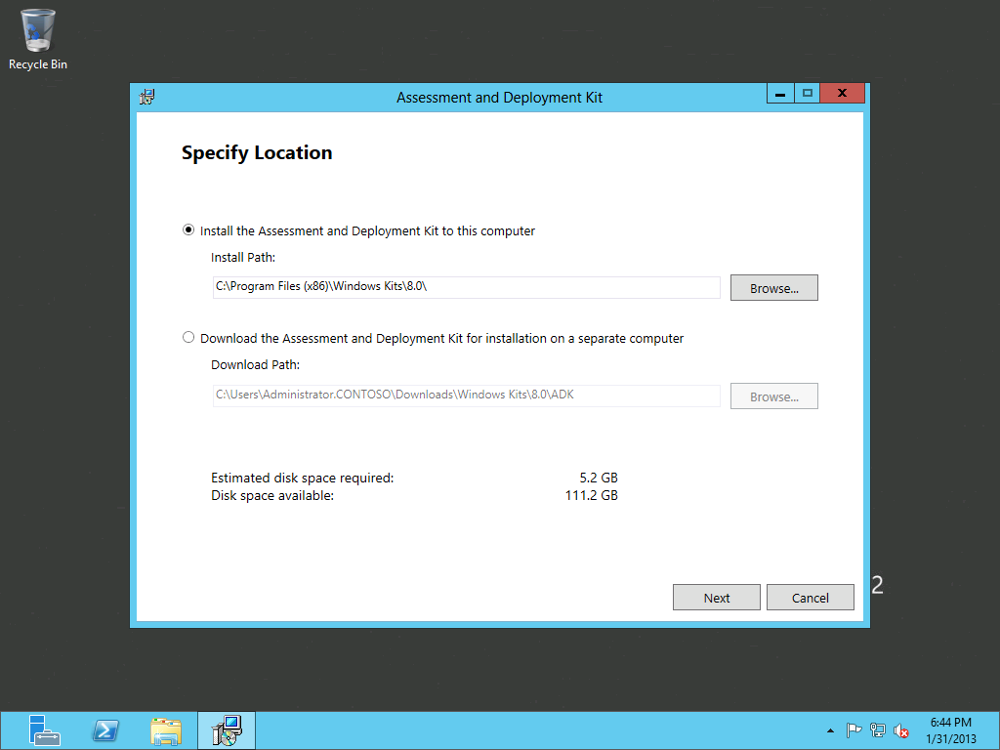 Recycle Bin
Assessment and Deployment Kit
Specify Location
Install the Assessment and Deployment Kit to this computer
Install Path:
C:\Program Files (x86)\Windows Kits\8.0\
Browse...
Download the Assessment and Deployment Kit for installation on a separate computer
Download Path:
C:\Users\Administrator.CONTOSO\Downloads\Windows Kits\8.0\ADK
Browse...
Estimated disk space required: 5.2 GB
Disk space available: 111.2 GB
Next
Cancel
2
6:44 PM
1/31/2013